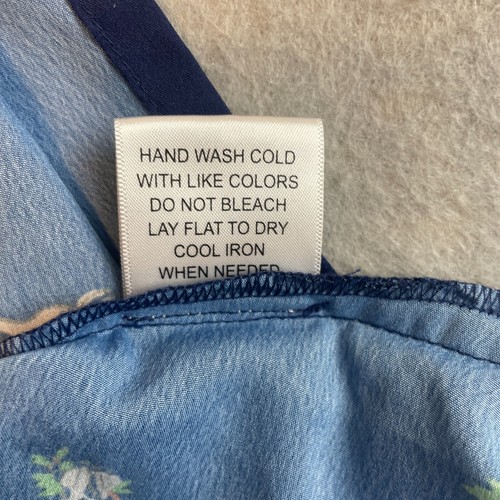 HAND WASH COLD
WITH LIKE COLORS
DO NOT BLEACH
LAY FLAT TO DRY
COOL IRON
WHEN NEEDED